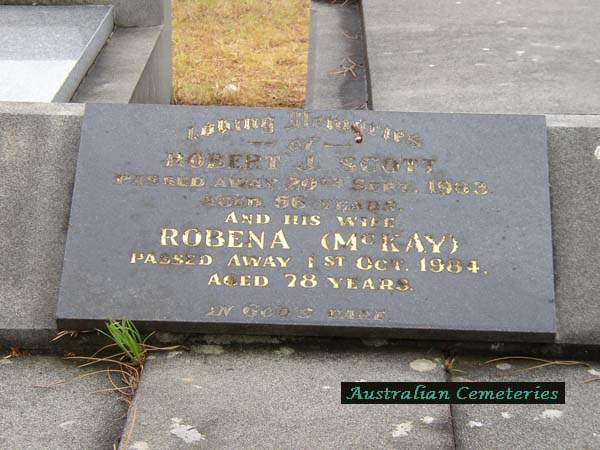 Loving Memories
of
ROBERT J. SCOTT
PASSED AWAY 20TH SEPT. 1963.
AGED 56 YEARS.
AND HIS WIFE
ROBENA (MCKAY)
PASSED AWAY 1ST OCT. 1984.
AGED 78 YEARS.
IN GOD'S CARE
Australian Cemeteries